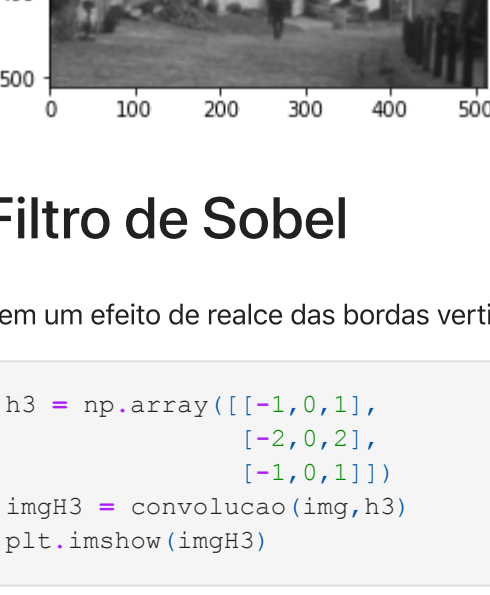 500
0 100 200 300 400 500
Filtro de Sobel
em um efeito de realce das bordas verti
h3 = np.array([[-1,0,1],
[-2,0,2],
[-1,0,1]])
imgH3 = convolucao(img,h3)
plt.imshow(imgH3)